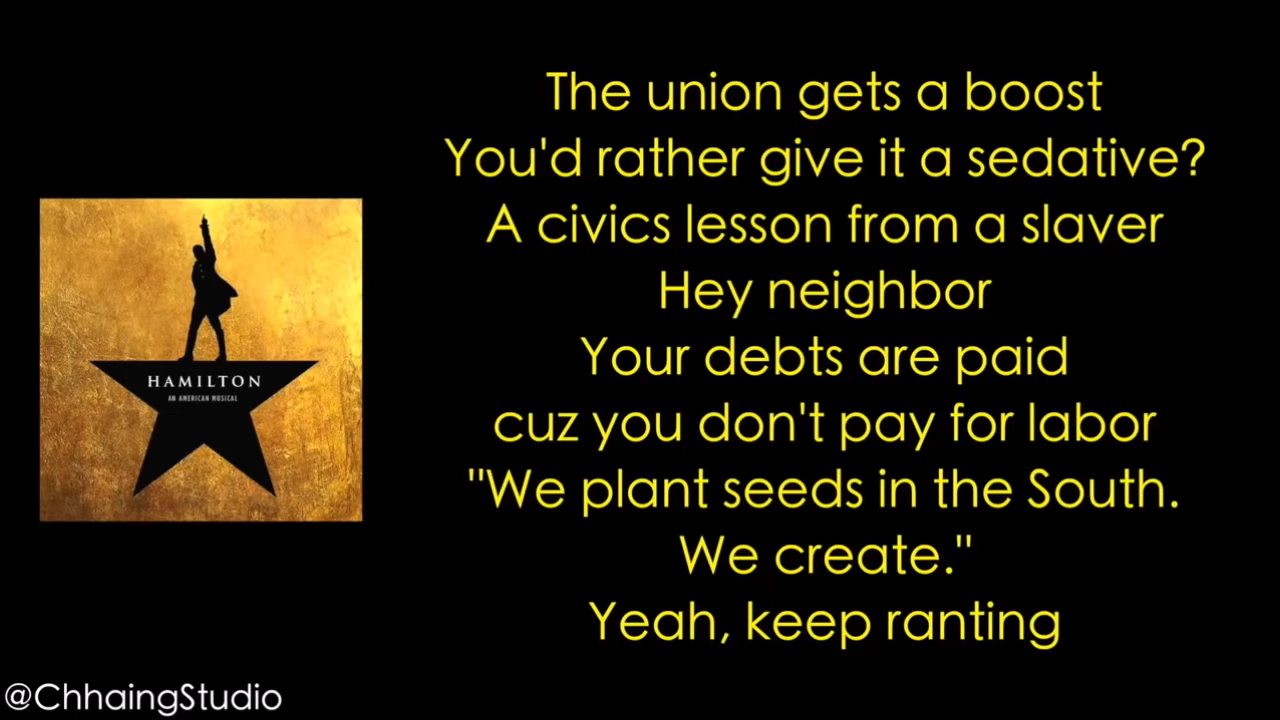 The union gets a boost
You'd rather give it a sedative?
A civics lesson from a slaver
Hey neighbor
Your debts are paid
cuz you don't pay for labor
"We plant seeds in the South.
We create."
Yeah, keep ranting
HAMILTON
AN AMERICAN MUSICAL
@ChhaingStudio